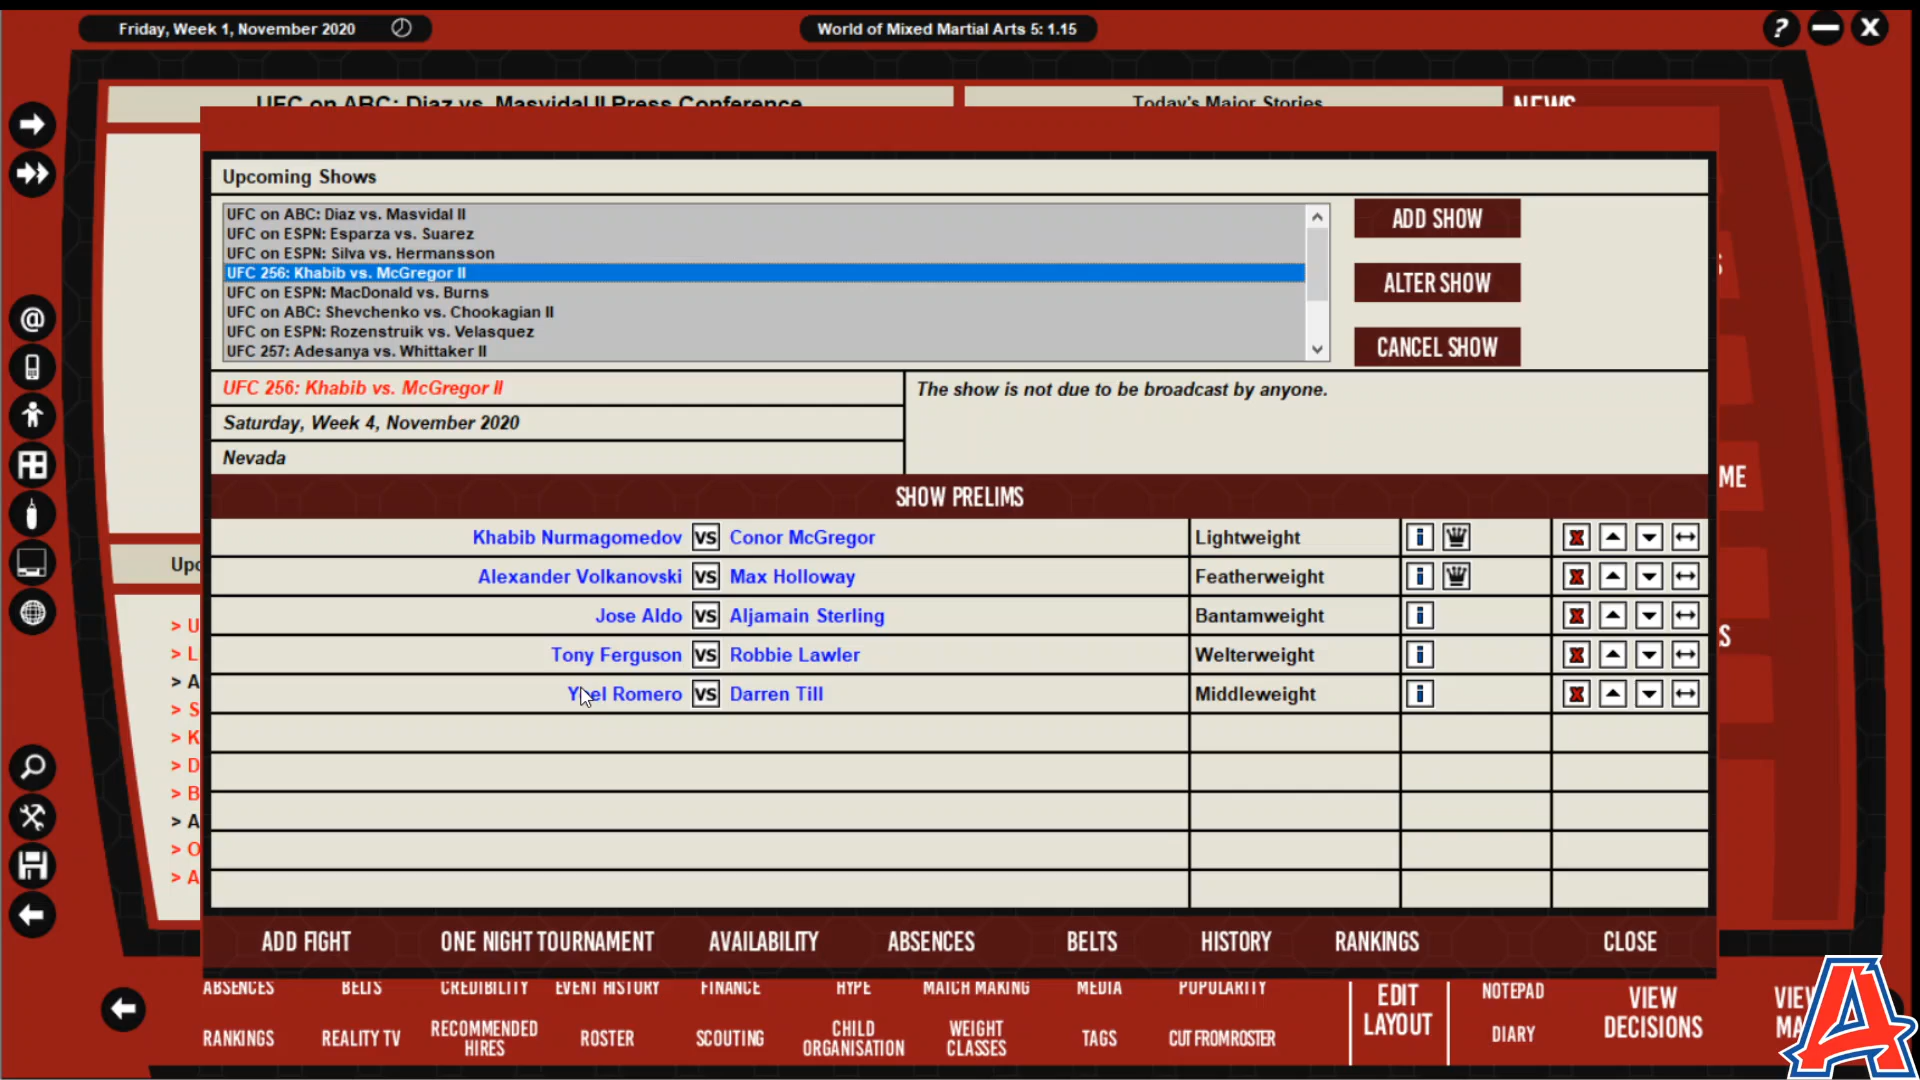 Friday, Week 1, November 2020
World of Mixed Martial Arts 5: 1.15
?
X
UFC on ABC: Diaz vs. Masvidal II Press Conference
Today's Major Stories
NEWS
Upcoming Shows
UFC on ABC: Diaz vs. Masvidal II
UFC on ESPN: Esparza vs. Suarez
UFC on ESPN: Silva vs. Hermansson
UFC 256: Khabib vs. McGregor II
UFC on ESPN: MacDonald vs. Burns
UFC on ABC: Shevchenko vs. Chookagian II
UFC on ESPN: Rozenstruik vs. Velasquez
UFC 257: Adesanya vs. Whittaker II
ADD SHOW
ALTER SHOW
CANCEL SHOW
UFC 256: Khabib vs. McGregor II
The show is not due to be broadcast by anyone.
Saturday, Week 4, November 2020
Nevada
SHOW PRELIMS
ME
Khabib Nurmagomedov VS Conor McGregor Lightweight i X
Alexander Volkanovski VS Max Holloway Featherweight i X
Jose Aldo VS Aljamain Sterling Bantamweight i X
Tony Ferguson VS Robbie Lawler Welterweight i X
Yoel Romero VS Darren Till Middleweight i X
Upc
> U
> L
> A
> S
> K
> D
> B
> A
> O
> A
S
@
ADD FIGHT
ONE NIGHT TOURNAMENT
AVAILABILITY
ABSENCES
BELTS
HISTORY
RANKINGS
CLOSE
ABSENCES
BELTS
CREDIBILITY
EVENT HISTORY
FINANCE
HYPE
MATCH MAKING
MEDIA
POPULARITY
RANKINGS
REALITY TV
RECOMMENDED
HIRES
ROSTER
SCOUTING
CHILD
ORGANISATION
WEIGHT
CLASSES
TAGS
CUT FROM ROSTER
EDIT
LAYOUT
NOTEPAD
DIARY
VIEW
DECISIONS
VIEW
MA
A